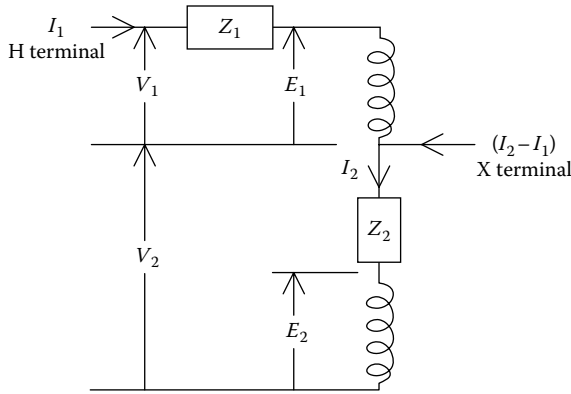 I₁
H terminal
Z₁
V₁
E₁
(I₂–I₁)
X terminal
I₂
Z₂
V₂
E₂